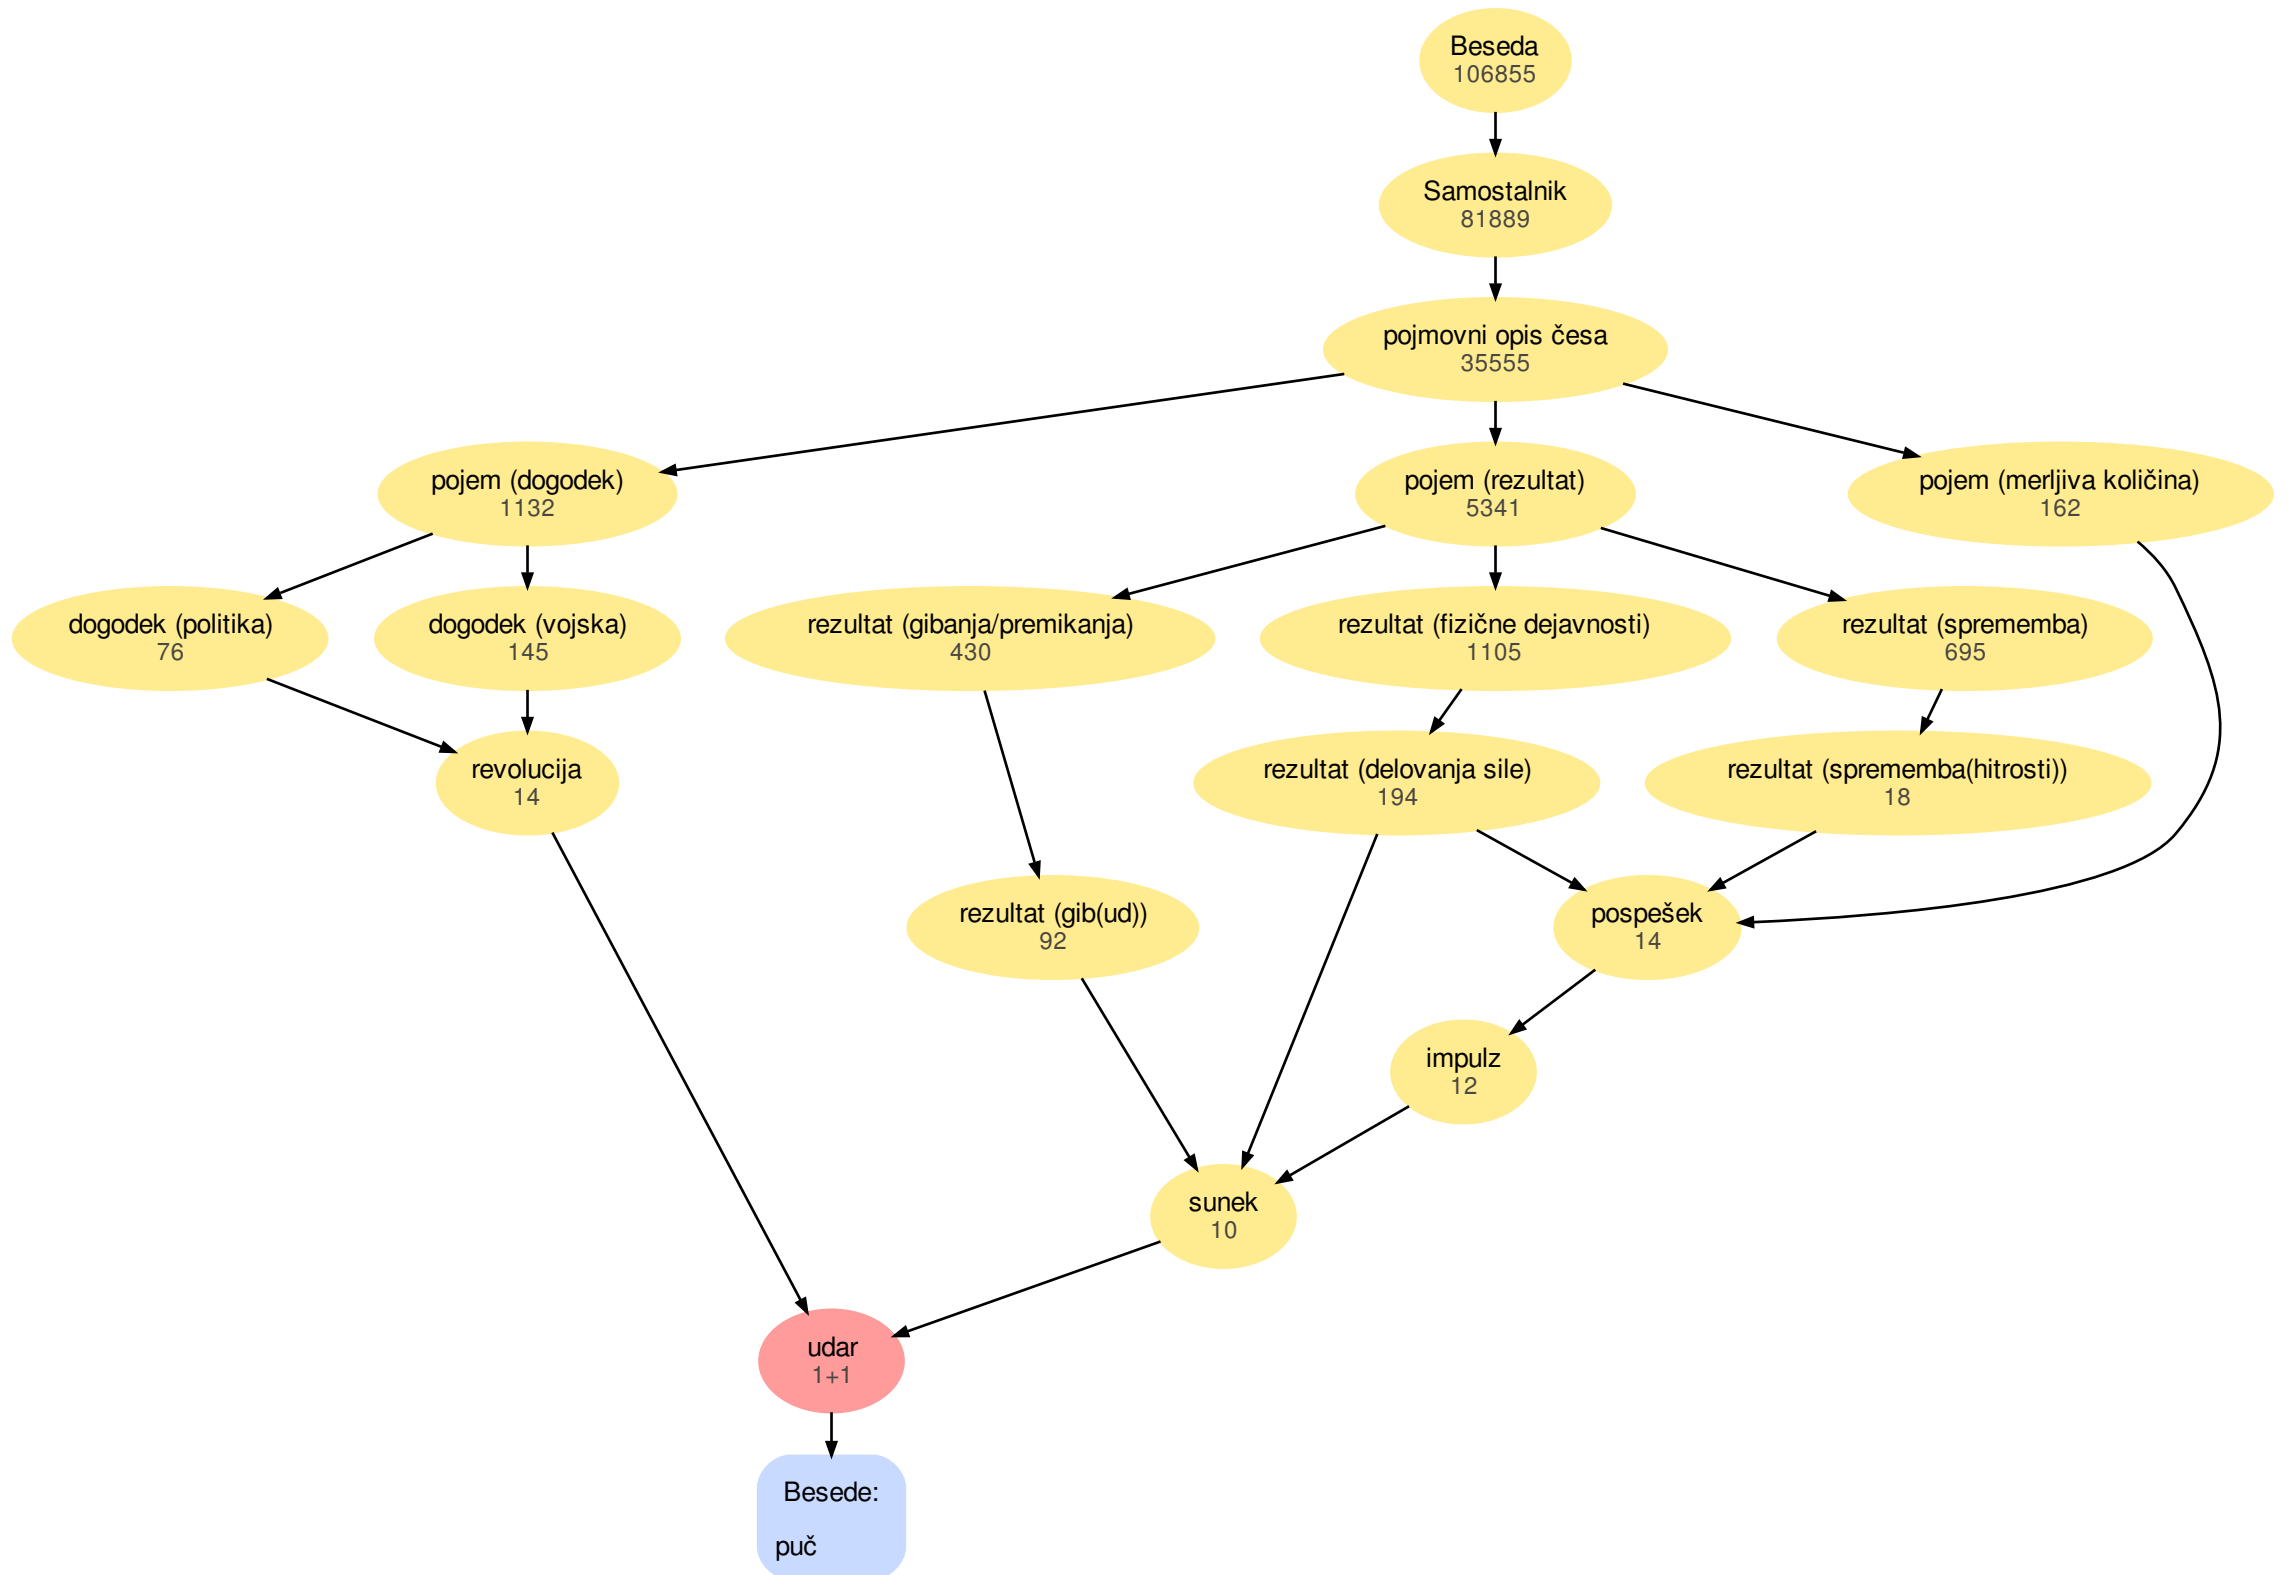 Beseda
106855
Samostalnik
81889
pojmovni opis česa
35555
pojem (dogodek)
1132
pojem (rezultat)
5341
pojem (merljiva količina)
162
dogodek (politika)
76
dogodek (vojska)
145
rezultat (gibanja/premikanja)
430
rezultat (fizične dejavnosti)
1105
rezultat (sprememba)
695
revolucija
14
rezultat (delovanja sile)
194
rezultat (sprememba(hitrosti))
18
rezultat (gib(ud))
92
pospešek
14
impulz
12
sunek
10
udar
1+1
Besede:
puč